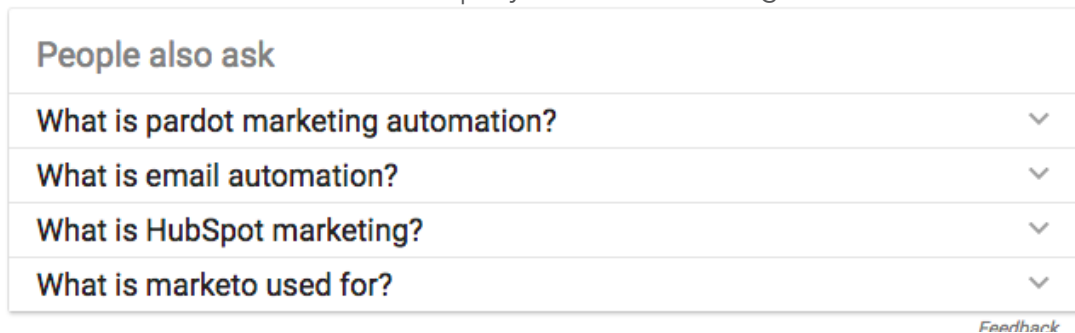 People also ask
What is pardot marketing automation?
What is email automation?
What is HubSpot marketing?
What is marketo used for?
Feedback